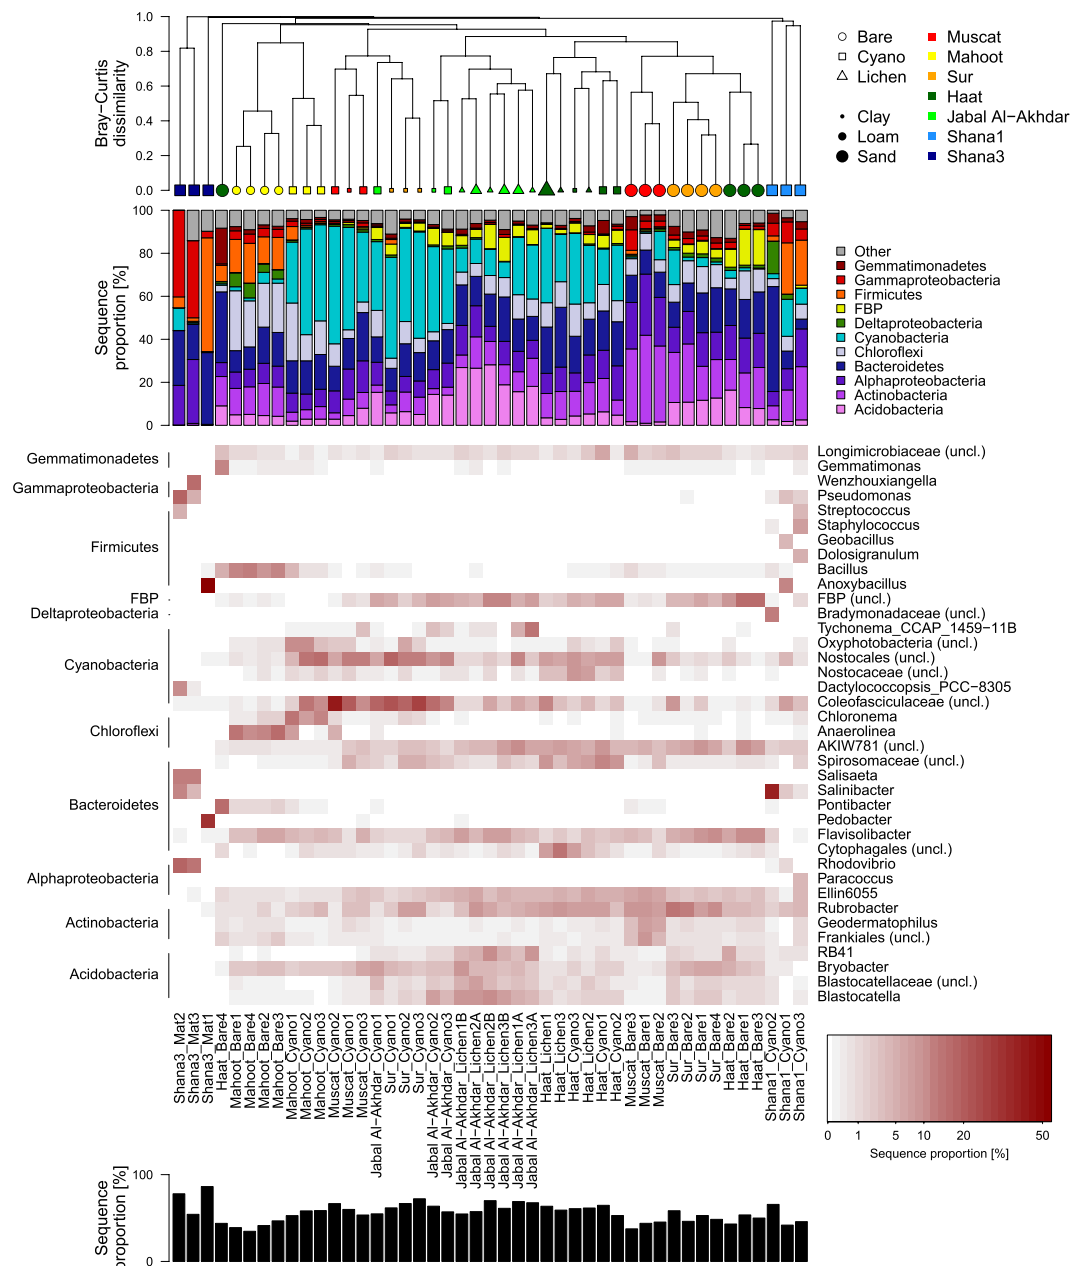 Bray−Curtis
dissimilarity
1.0
0.8
0.6
0.4
0.2
0.0
Bare
Cyano
Lichen
Clay
Loam
Sand
Muscat
Mahoot
Sur
Haat
Jabal Al−Akhdar
Shana1
Shana3
Sequence
proportion [%]
100
80
60
40
20
0
Other
Gemmatimonadetes
Gammaproteobacteria
Firmicutes
FBP
Deltaproteobacteria
Cyanobacteria
Chloroflexi
Bacteroidetes
Alphaproteobacteria
Actinobacteria
Acidobacteria
Gemmatimonadetes
Gammaproteobacteria
Firmicutes
FBP
Deltaproteobacteria
Cyanobacteria
Chloroflexi
Bacteroidetes
Alphaproteobacteria
Actinobacteria
Acidobacteria
Longimicrobiaceae (uncl.)
Gemmatimonas
Wenzhouxiangella
Pseudomonas
Streptococcus
Staphylococcus
Geobacillus
Dolosigranulum
Bacillus
Anoxybacillus
FBP (uncl.)
Bradymonadaceae (uncl.)
Tychonema_CCAP_1459−11B
Oxyphotobacteria (uncl.)
Nostocales (uncl.)
Nostocaceae (uncl.)
Dactylococcopsis_PCC−8305
Coleofasciculaceae (uncl.)
Chloronema
Anaerolinea
AKIW781 (uncl.)
Spirosomaceae (uncl.)
Salisaeta
Salinibacter
Pontibacter
Pedobacter
Flavisolibacter
Cytophagales (uncl.)
Rhodovibrio
Paracoccus
Ellin6055
Rubrobacter
Geodermatophilus
Frankiales (uncl.)
RB41
Bryobacter
Blastocatellaceae (uncl.)
Blastocatella
Shana3_Mat2
Shana3_Mat3
Shana3_Mat1
Haat_Bare4
Mahoot_Bare1
Mahoot_Bare4
Mahoot_Bare2
Mahoot_Bare3
Mahoot_Cyano1
Mahoot_Cyano2
Mahoot_Cyano3
Muscat_Cyano2
Muscat_Cyano1
Muscat_Cyano3
Jabal Al−Akhdar_Cyano1
Sur_Cyano1
Sur_Cyano2
Sur_Cyano3
Jabal Al−Akhdar_Cyano2
Jabal Al−Akhdar_Cyano3
Jabal Al−Akhdar_Lichen1B
Jabal Al−Akhdar_Lichen2A
Jabal Al−Akhdar_Lichen2B
Jabal Al−Akhdar_Lichen3B
Jabal Al−Akhdar_Lichen1A
Jabal Al−Akhdar_Lichen3A
Haat_Lichen1
Haat_Lichen3
Haat_Cyano3
Haat_Lichen2
Haat_Cyano1
Haat_Cyano2
Muscat_Bare3
Muscat_Bare1
Muscat_Bare2
Sur_Bare3
Sur_Bare2
Sur_Bare1
Sur_Bare4
Haat_Bare2
Haat_Bare1
Haat_Bare3
Shana1_Cyano2
Shana1_Cyano1
Shana1_Cyano3
0 1 5 10 20 50
Sequence proportion [%]
Sequence
proportion [%]
100
0